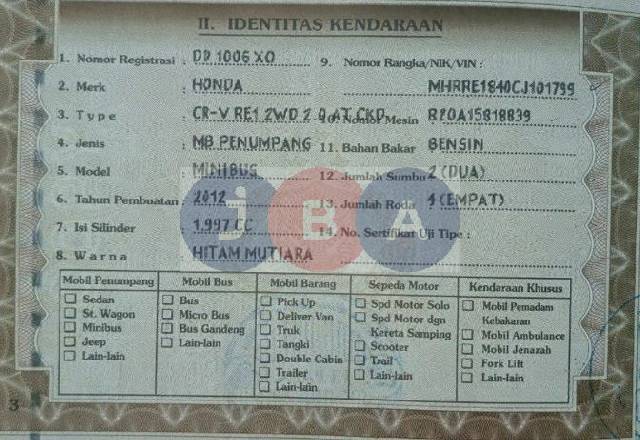 II. IDENTITAS KENDARAAN
1. Nomor Registrasi : DD 1006 XO 9. Nomor Rangka/NIK/VIN :
2. Merk : HONDA MHRRE1840CJ101799
3. Type : CR-V RE1 2WD 2.0 AT CKD 10. Nomor Mesin R20A15818839
4. Jenis : MB PENUMPANG 11. Bahan Bakar BENSIN
5. Model MINIBUS 12. Jumlah Sumbu 2 (DUA)
6. Tahun Pembuatan : 2012 13. Jumlah Roda 4 (EMPAT)
7. Isi Silinder : 1,997 CC 14. No. Sertifikat Uji Tipe :
8. Warna : HITAM MUTIARA
JBA
Mobil Penumpang Mobil Bus Mobil Barang Sepeda Motor Kendaraan Khusus
Sedan Bus Pick Up Spd Motor Solo Mobil Pemadam
St. Wagon Micro Bus Deliver Van Spd Motor dgn Kebakaran
Minibus Bus Gandeng Truk Kereta Samping Mobil Ambulance
Jeep Lain-lain Tangki Scooter Mobil Jenazah
Lain-lain Double Cabin Trail Fork Lift
Trailer Lain-lain Lain-lain
Lain-lain
3